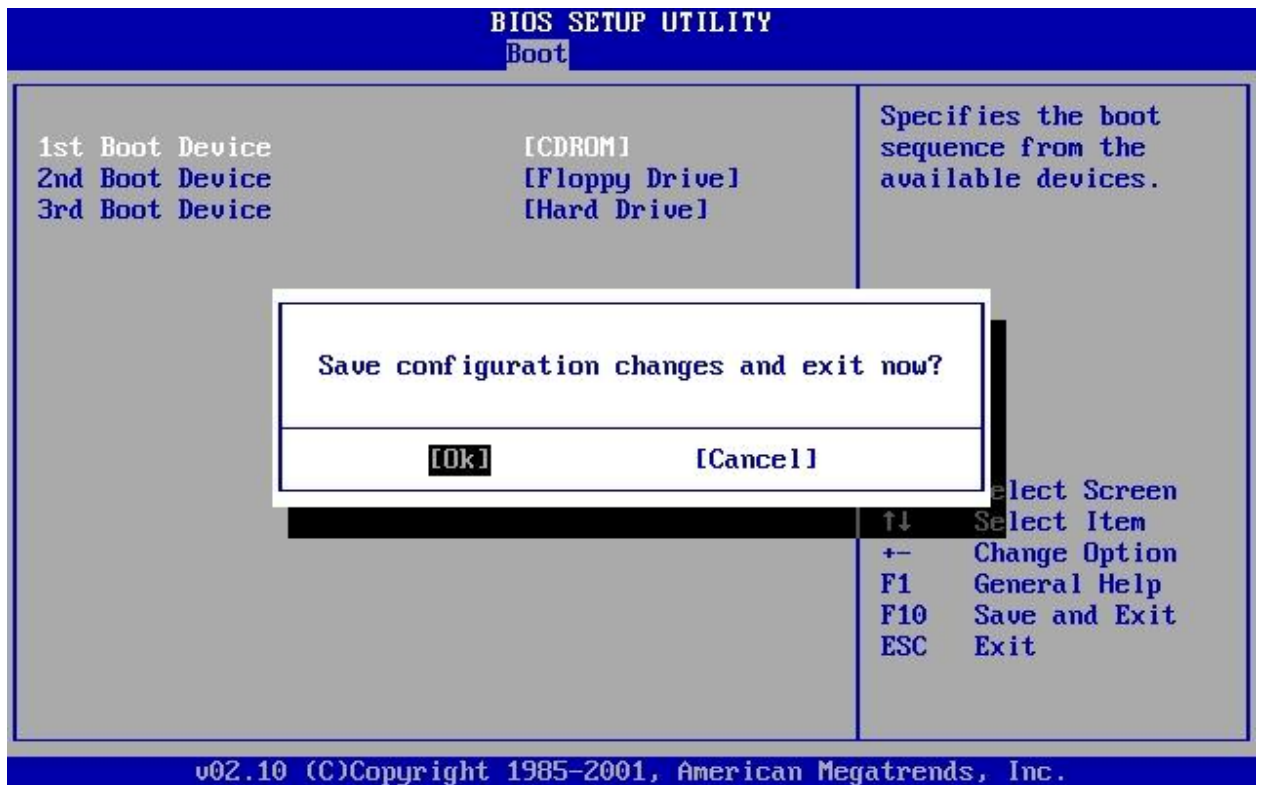 BIOS SETUP UTILITY
Boot
1st Boot Device [CDROM]
2nd Boot Device [Floppy Drive]
3rd Boot Device [Hard Drive]
Specifies the boot
sequence from the
available devices.
Save configuration changes and exit now?
[Ok] [Cancel]
elect Screen
↑↓ Select Item
+- Change Option
F1 General Help
F10 Save and Exit
ESC Exit
v02.10 (C)Copyright 1985-2001, American Megatrends, Inc.